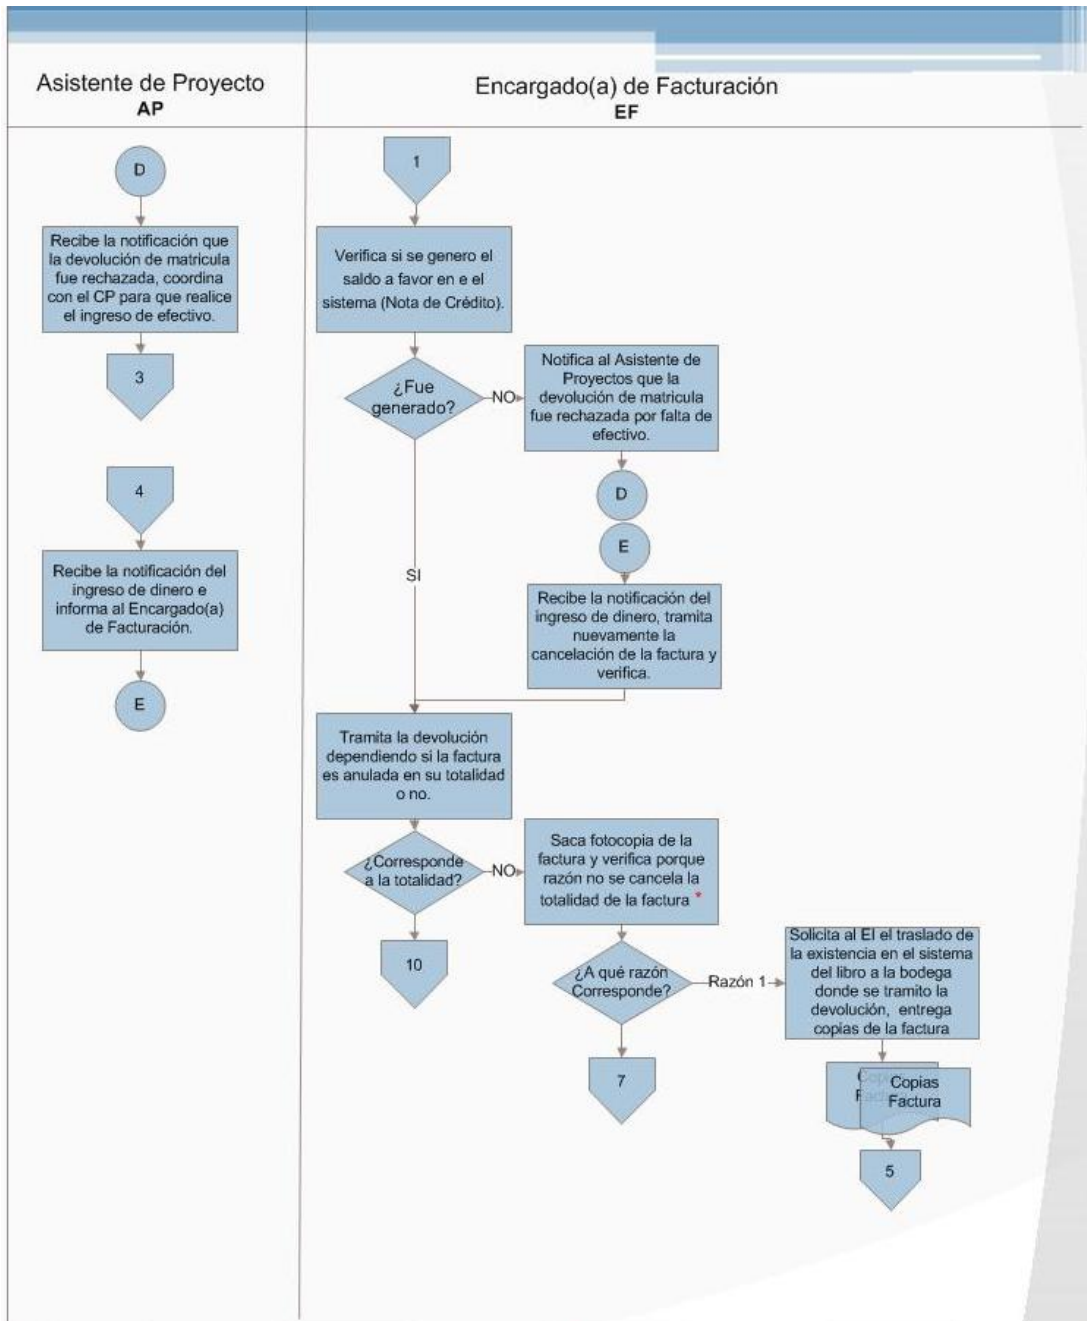 Asistente de Proyecto
AP
Encargado(a) de Facturación
EF
D
Recibe la notificación que
la devolución de matricula
fue rechazada, coordina
con el CP para que realice
el ingreso de efectivo.
3
4
Recibe la notificación del
ingreso de dinero e
informa al Encargado(a)
de Facturación.
E
1
Verifica si se genero el
saldo a favor en e el
sistema (Nota de Crédito).
¿Fue
generado?
NO
Notifica al Asistente de
Proyectos que la
devolución de matricula
fue rechazada por falta de
efectivo.
D
E
SI
Recibe la notificación del
ingreso de dinero, tramita
nuevamente la
cancelación de la factura y
verifica.
Tramita la devolución
dependiendo si la factura
es anulada en su totalidad
o no.
¿Corresponde
a la totalidad?
NO
Saca fotocopia de la
factura y verifica porque
razón no se cancela la
totalidad de la factura *
10
¿A qué razón
Corresponde?
Razón 1
Solicita al EI el traslado de
la existencia en el sistema
del libro a la bodega
donde se tramito la
devolución, entrega
copias de la factura
7
Copias
Factura
5